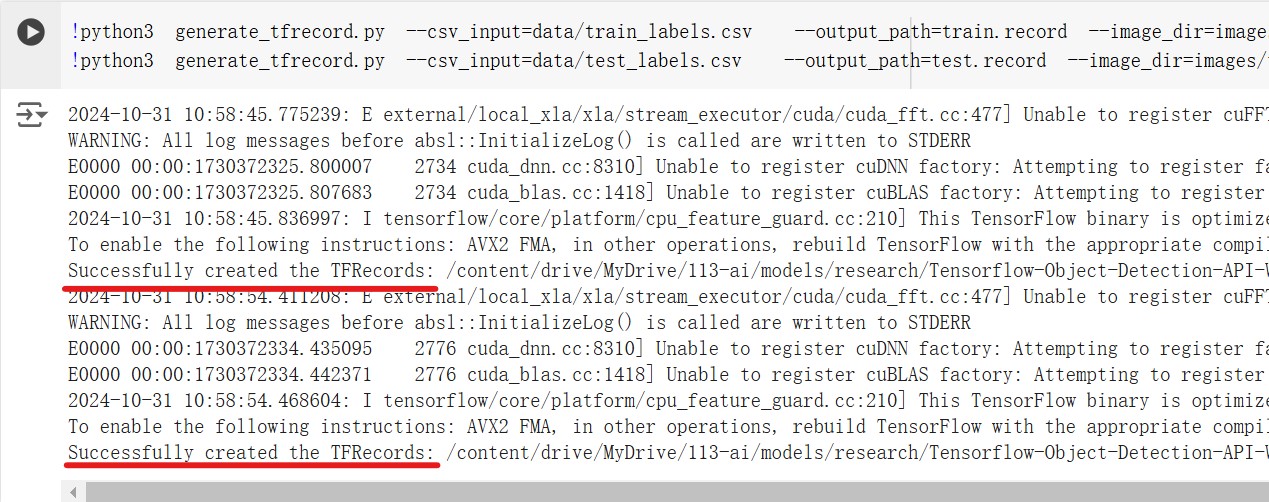 !python3  generate_tfrecord.py  --csv_input=data/train_labels.csv    --output_path=train.record  --image_dir=image
!python3  generate_tfrecord.py  --csv_input=data/test_labels.csv    --output_path=test.record  --image_dir=images/
2024-10-31 10:58:45.775239: E external/local_xla/xla/stream_executor/cuda/cuda_fft.cc:477] Unable to register cuFFT
WARNING: All log messages before absl::InitializeLog() is called are written to STDERR
E0000 00:00:1730372325.800007    2734 cuda_dnn.cc:8310] Unable to register cuDNN factory: Attempting to register fa
E0000 00:00:1730372325.807683    2734 cuda_blas.cc:1418] Unable to register cuBLAS factory: Attempting to register
2024-10-31 10:58:45.836997: I tensorflow/core/platform/cpu_feature_guard.cc:210] This TensorFlow binary is optimize
To enable the following instructions: AVX2 FMA, in other operations, rebuild TensorFlow with the appropriate compil
Successfully created the TFRecords: /content/drive/MyDrive/113-ai/models/research/Tensorflow-Object-Detection-API-
2024-10-31 10:58:54.411208: E external/local_xla/xla/stream_executor/cuda/cuda_fft.cc:477] Unable to register cuFFT
WARNING: All log messages before absl::InitializeLog() is called are written to STDERR
E0000 00:00:1730372334.435095    2776 cuda_dnn.cc:8310] Unable to register cuDNN factory: Attempting to register fa
E0000 00:00:1730372334.442371    2776 cuda_blas.cc:1418] Unable to register cuBLAS factory: Attempting to register
2024-10-31 10:58:54.468604: I tensorflow/core/platform/cpu_feature_guard.cc:210] This TensorFlow binary is optimize
To enable the following instructions: AVX2 FMA, in other operations, rebuild TensorFlow with the appropriate compil
Successfully created the TFRecords: /content/drive/MyDrive/113-ai/models/research/Tensorflow-Object-Detection-API-